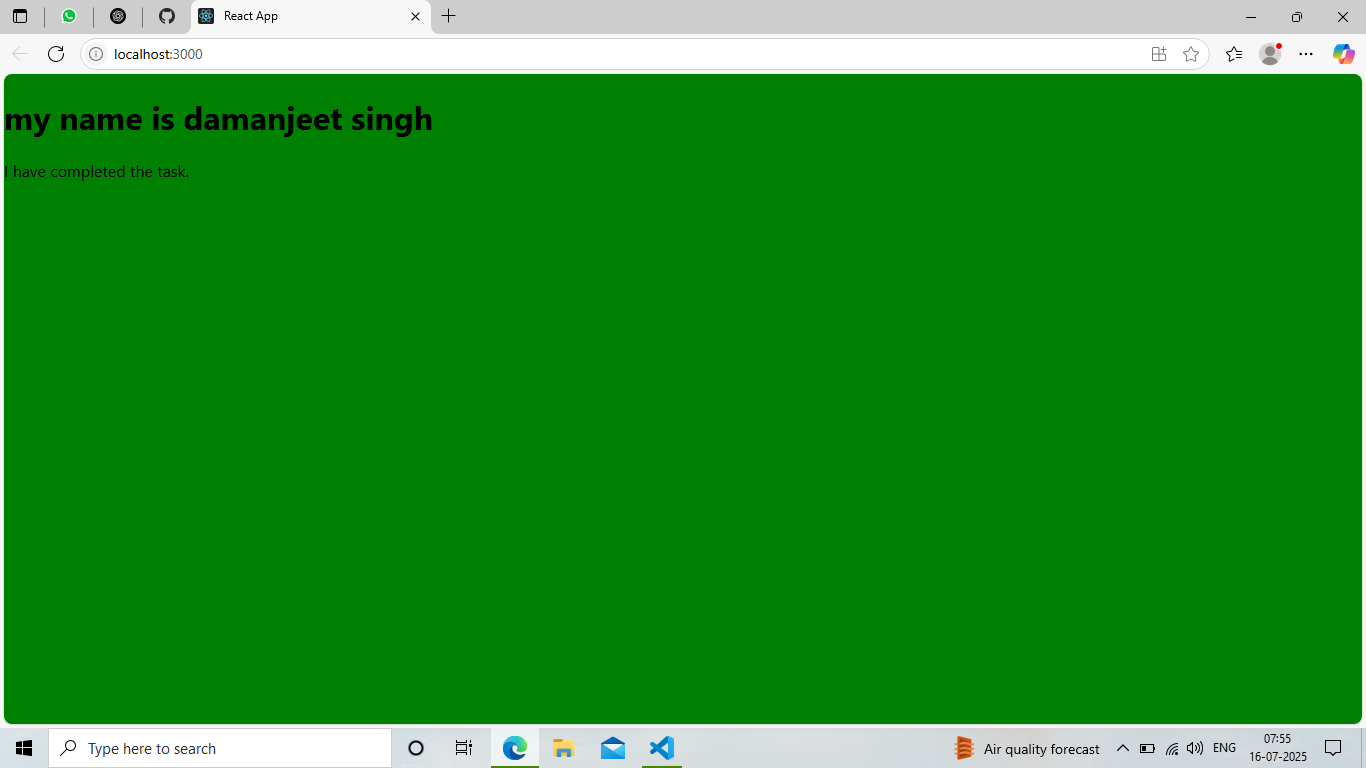 React App
localhost:3000
my name is damanjeet singh
I have completed the task.
Type here to search
Air quality forecast
ENG
07:55
16-07-2025